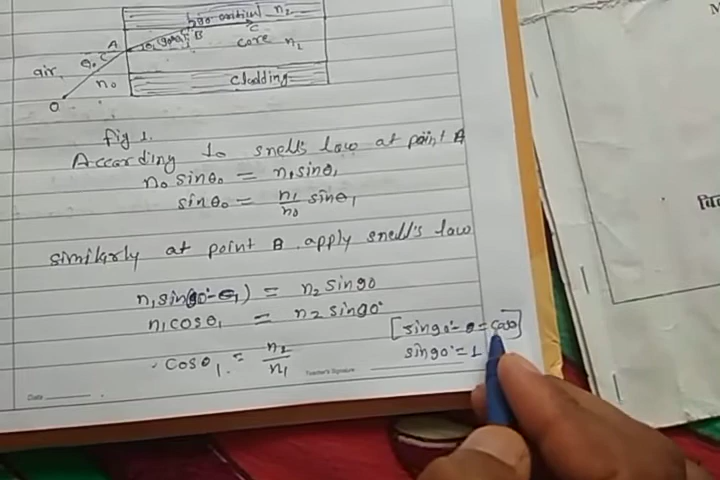 n2
B
C
A
core n1
air
θ0
n0
cladding
O
fig 1.
According to snell's law at point A
n0 sinθ0 = n1 sinθ1
sinθ0 = n1/n0 sinθ1
similarly at point B apply snell's law
n1 sin(90°-θ1) = n2 sin90
n1 cosθ1 = n2 sin90°
[sin90°-θ = cosθ]
cosθ1 = n2/n1
sin90° = 1
Teacher's Signature
Date